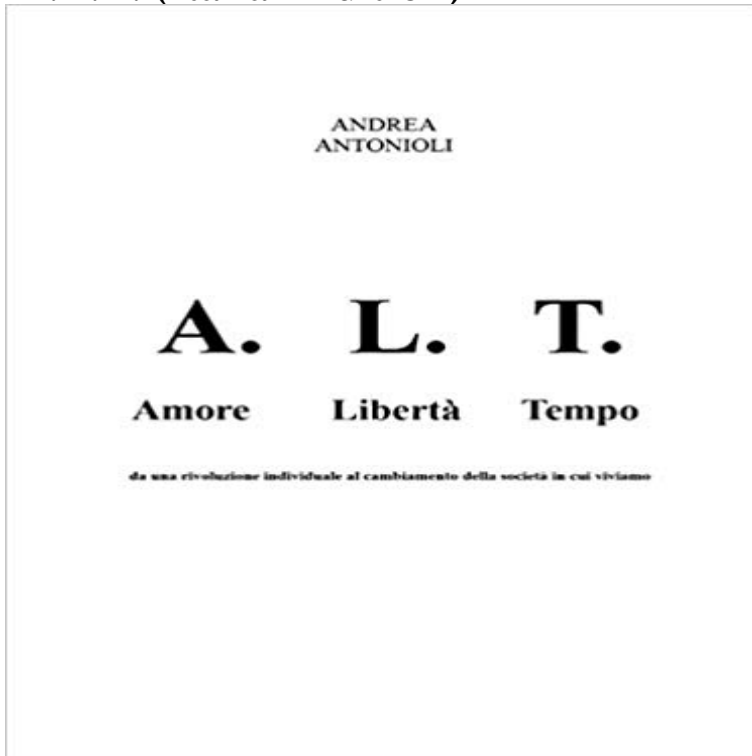 ANDREA
ANTONIOLI
A. L. T.
Amore Libertà Tempo
da una rivoluzione individuale al cambiamento della società in cui viviamo